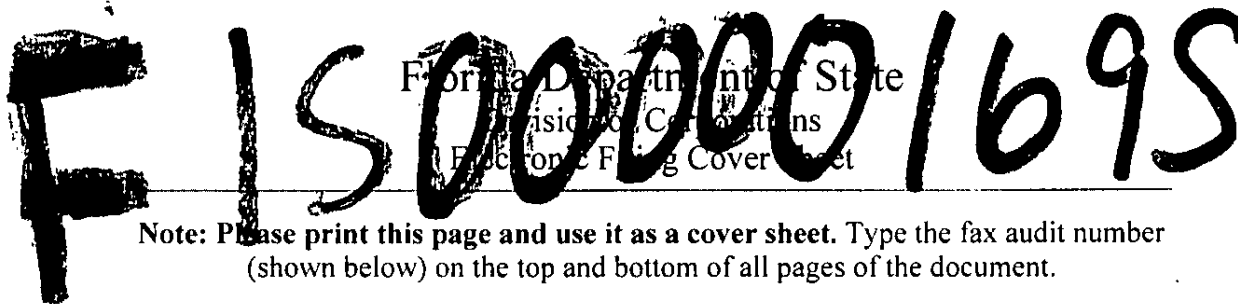 F15000001695
Florida Department of State
Division of Corporations
Electronic Filing Cover Sheet
Note: Please print this page and use it as a cover sheet. Type the fax audit number
(shown below) on the top and bottom of all pages of the document.